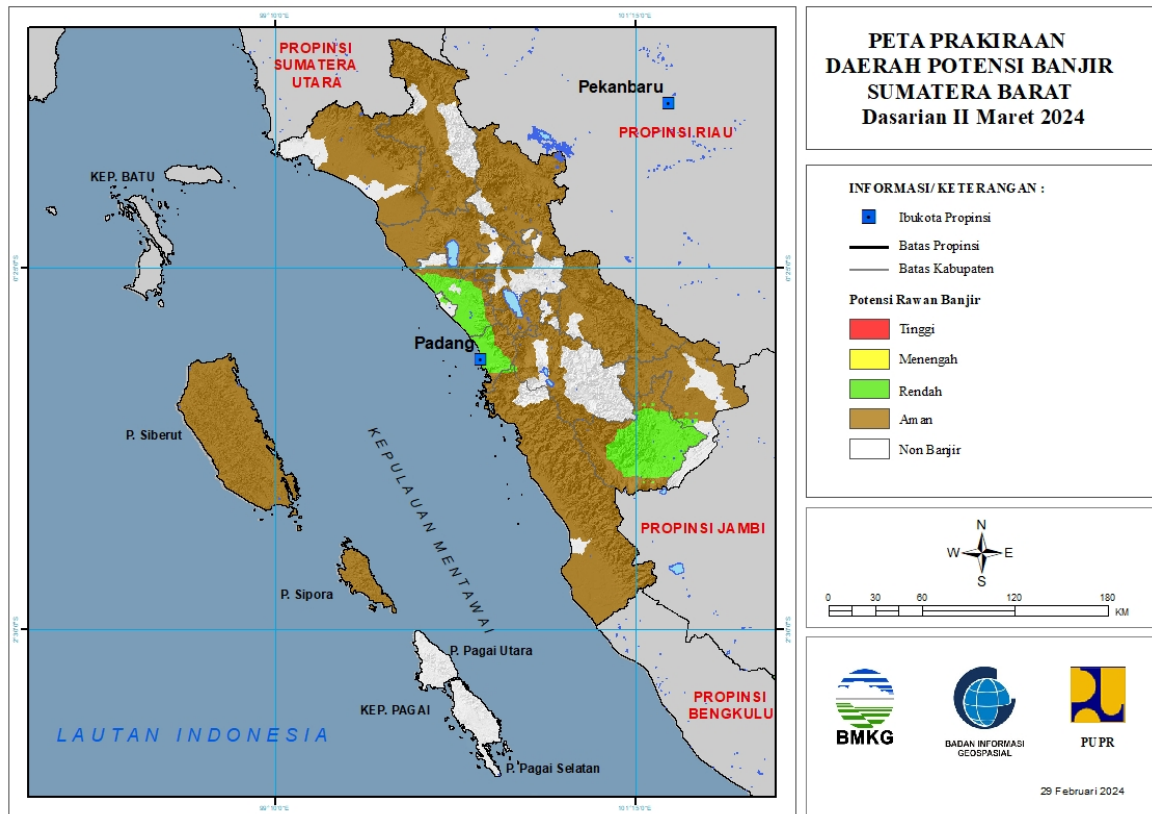 PETA PRAKIRAAN
DAERAH POTENSI BANJIR
SUMATERA BARAT
Dasarian II Maret 2024
PROPINSI
SUMATERA
UTARA
Pekanbaru
PROPINSI RIAU
KEP. BATU
Padang
P. Siberut
KEPULAUAN MENTAWAI
PROPINSI JAMBI
P. Sipora
P. Pagai Utara
KEP. PAGAI
PROPINSI
BENGKULU
LAUTAN INDONESIA
P. Pagai Selatan
INFORMASI/ KETERANGAN :
Ibukota Propinsi
Batas Propinsi
Batas Kabupaten
Potensi Rawan Banjir
Tinggi
Menengah
Rendah
Aman
Non Banjir
N
W E
S
0 15 30 60 120 180
KM
BMKG
BADAN INFORMASI
GEOSPASIAL
PUPR
29 Februari 2024